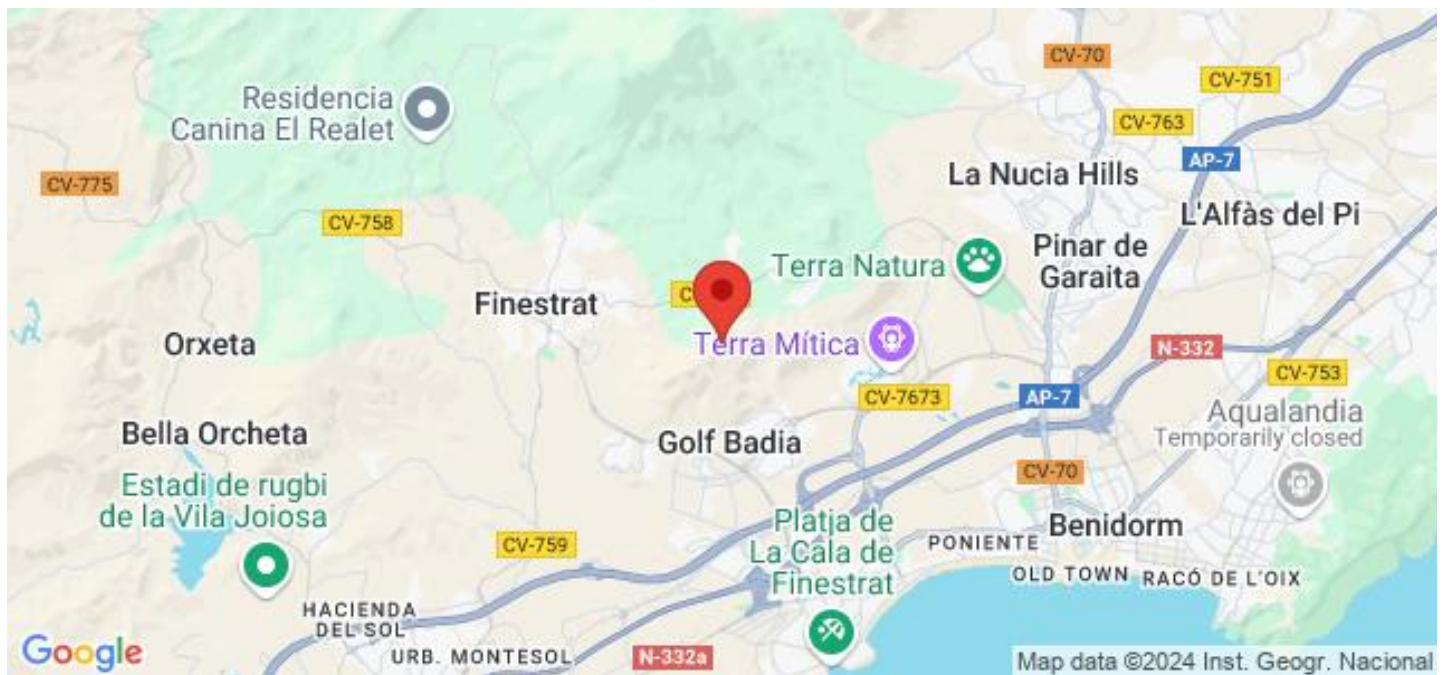 CV-70
CV-751
Residencia
Canina El Realet
CV-763
AP-7
La Nucia Hills
CV-775
L'Alfàs del Pi
CV-758
Pinar de
Garaita
Terra Natura
Finestrat
Orxeta
Terra Mítica
N-332
CV-753
CV-7673
AP-7
Aqualandia
Temporarily closed
Bella Orcheta
Golf Badia
CV-70
Estadi de rugbi
de la Vila Joiosa
Platja de
La Cala de
Finestrat
Benidorm
CV-759
PONIENTE
OLD TOWN
RACÓ DE L'OIX
HACIENDA
DEL SOL
URB. MONTESOL
N-332a
Google
Map data ©2024 Inst. Geogr. Nacional